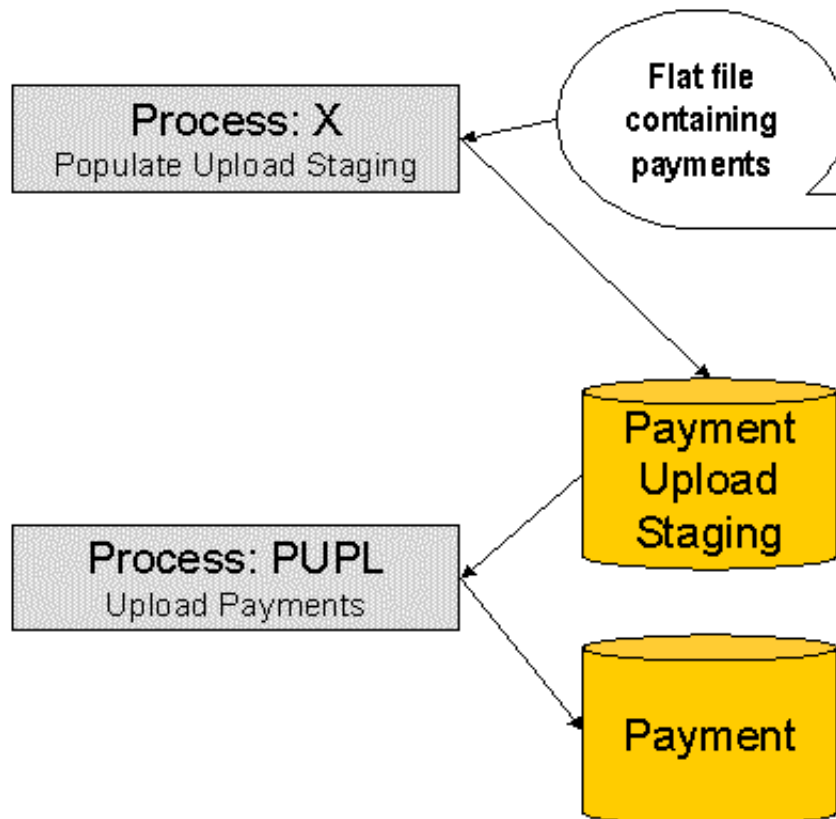 Process: X
Populate Upload Staging
Flat file
containing
payments
Payment
Upload
Staging
Process: PUPL
Upload Payments
Payment